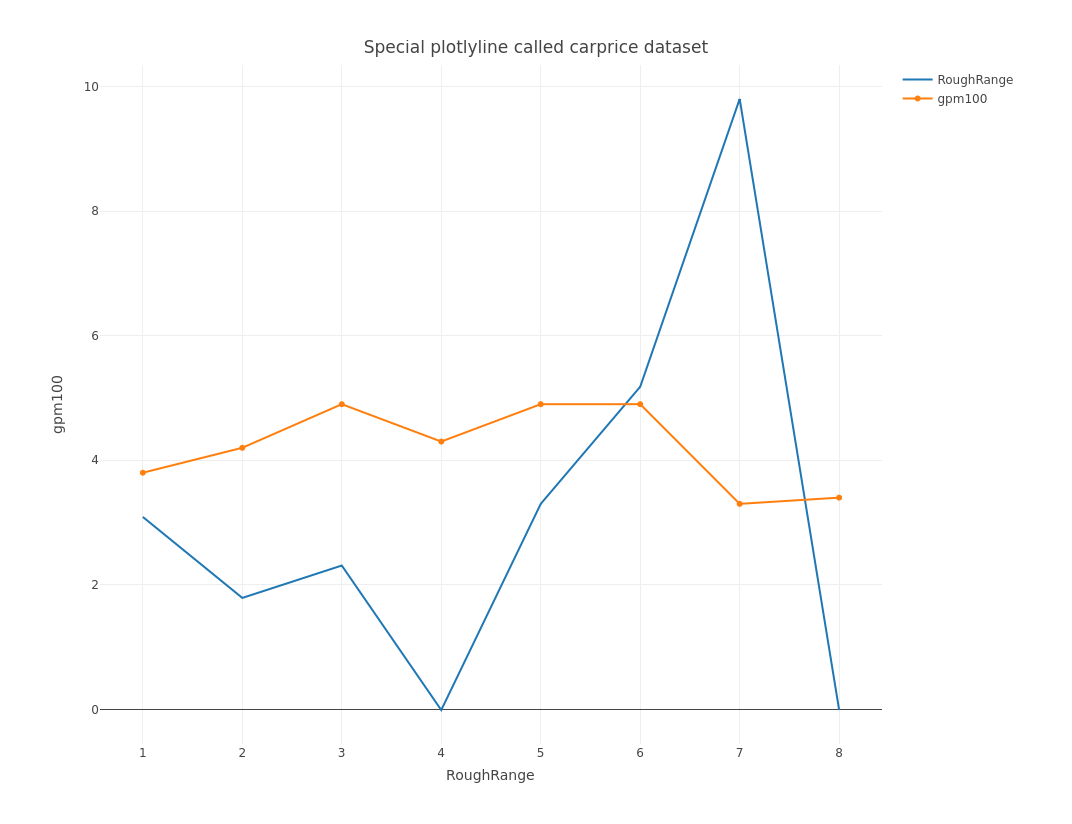 Special plotlyline called carprice dataset
RoughRange
gpm100
10
8
6
4
2
0
gpm100
1 2 3 4 5 6 7 8
RoughRange